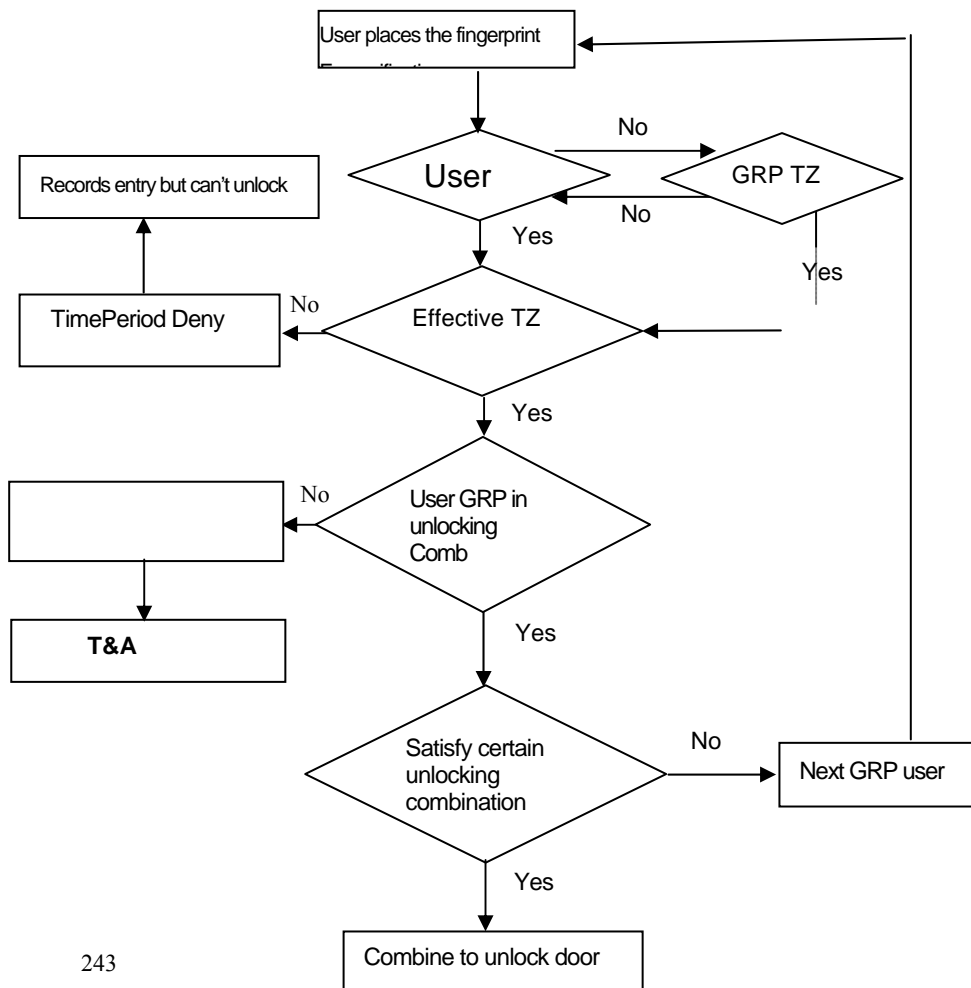 User places the fingerprint
No
User
GRP TZ
Records entry but can't unlock
No
Yes
Yes
TimePeriod Deny
No
Effective TZ
Yes
No
User GRP in
unlocking
Comb
Yes
T&A
Satisfy certain
unlocking
combination
No
Next GRP user
Yes
Combine to unlock door
243